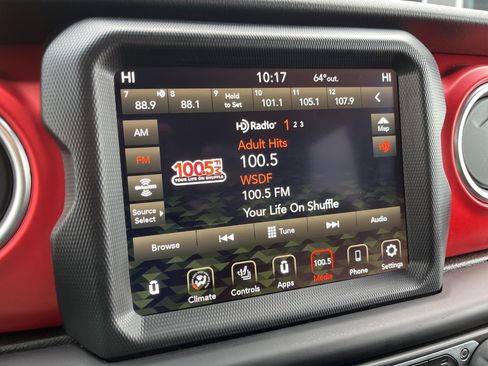 HI 10:17 64°out. HI
7 HD 8 9 10 11 12
88.9 88.1 Hold to Set 101.1 105.1 107.9
AM HD Radio 1 2 3 Map
Adult Hits
FM 100.5 HD
100.5 WSDF
YOUR LIFE ON SHUFFLE
100.5 FM
SiriusXM
Source Select Your Life On Shuffle
Browse Tune Audio
Climate Controls Apps 100.5 Media Phone Settings